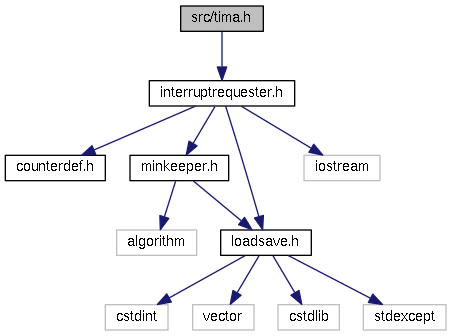 src/tima.h
interruptrequester.h
counterdef.h
minkeeper.h
iostream
algorithm
loadsave.h
cstdint
vector
cstdlib
stdexcept